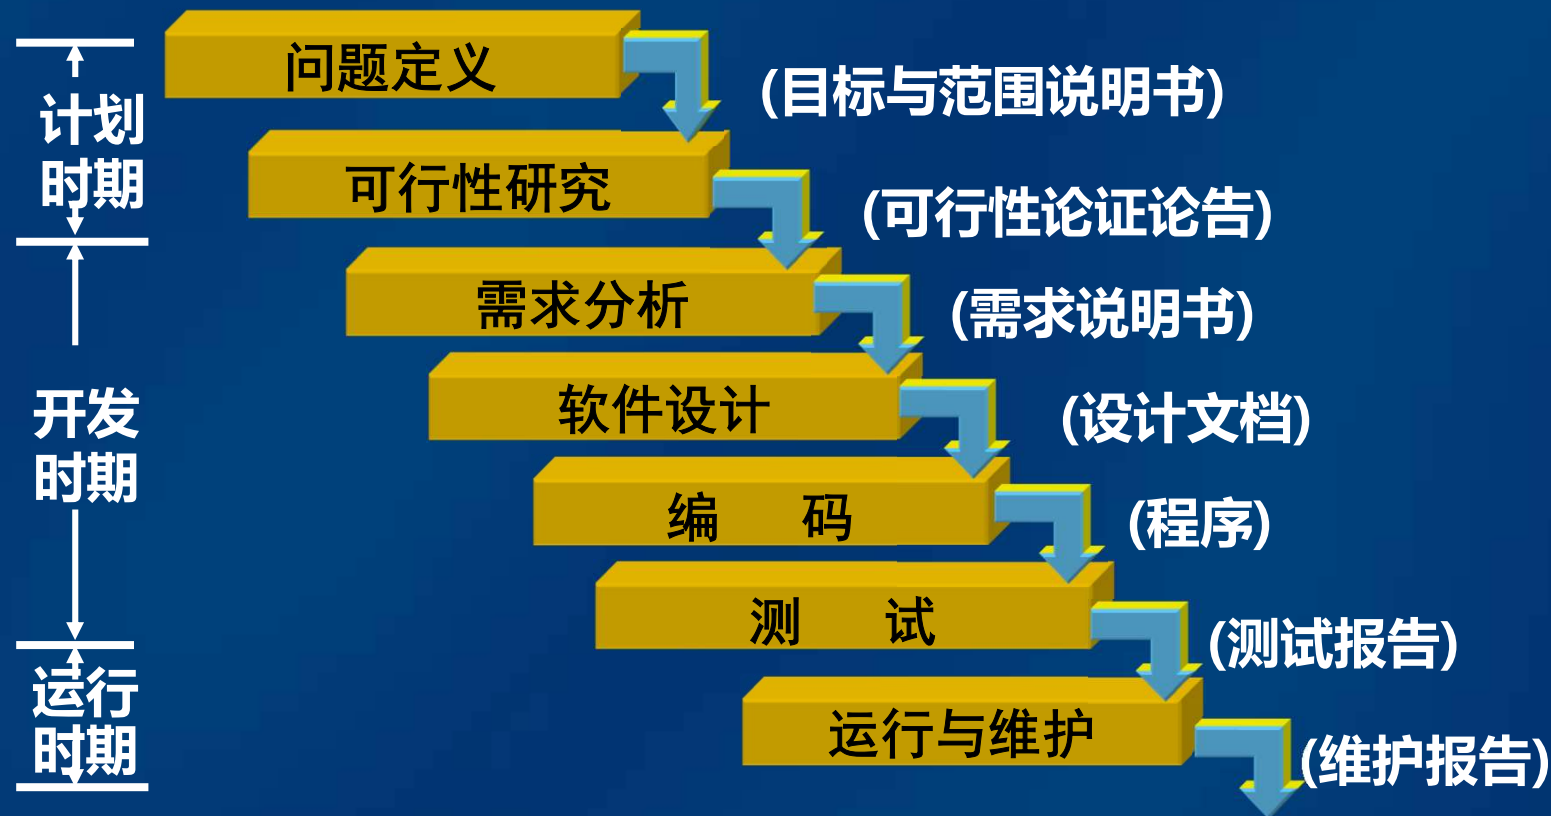 问题定义
(目标与范围说明书)
计划
时期
可行性研究
(可行性论证论告)
需求分析
(需求说明书)
开发
时期
软件设计
(设计文档)
编 码
(程序)
测 试
(测试报告)
运行
时期
运行与维护
(维护报告)